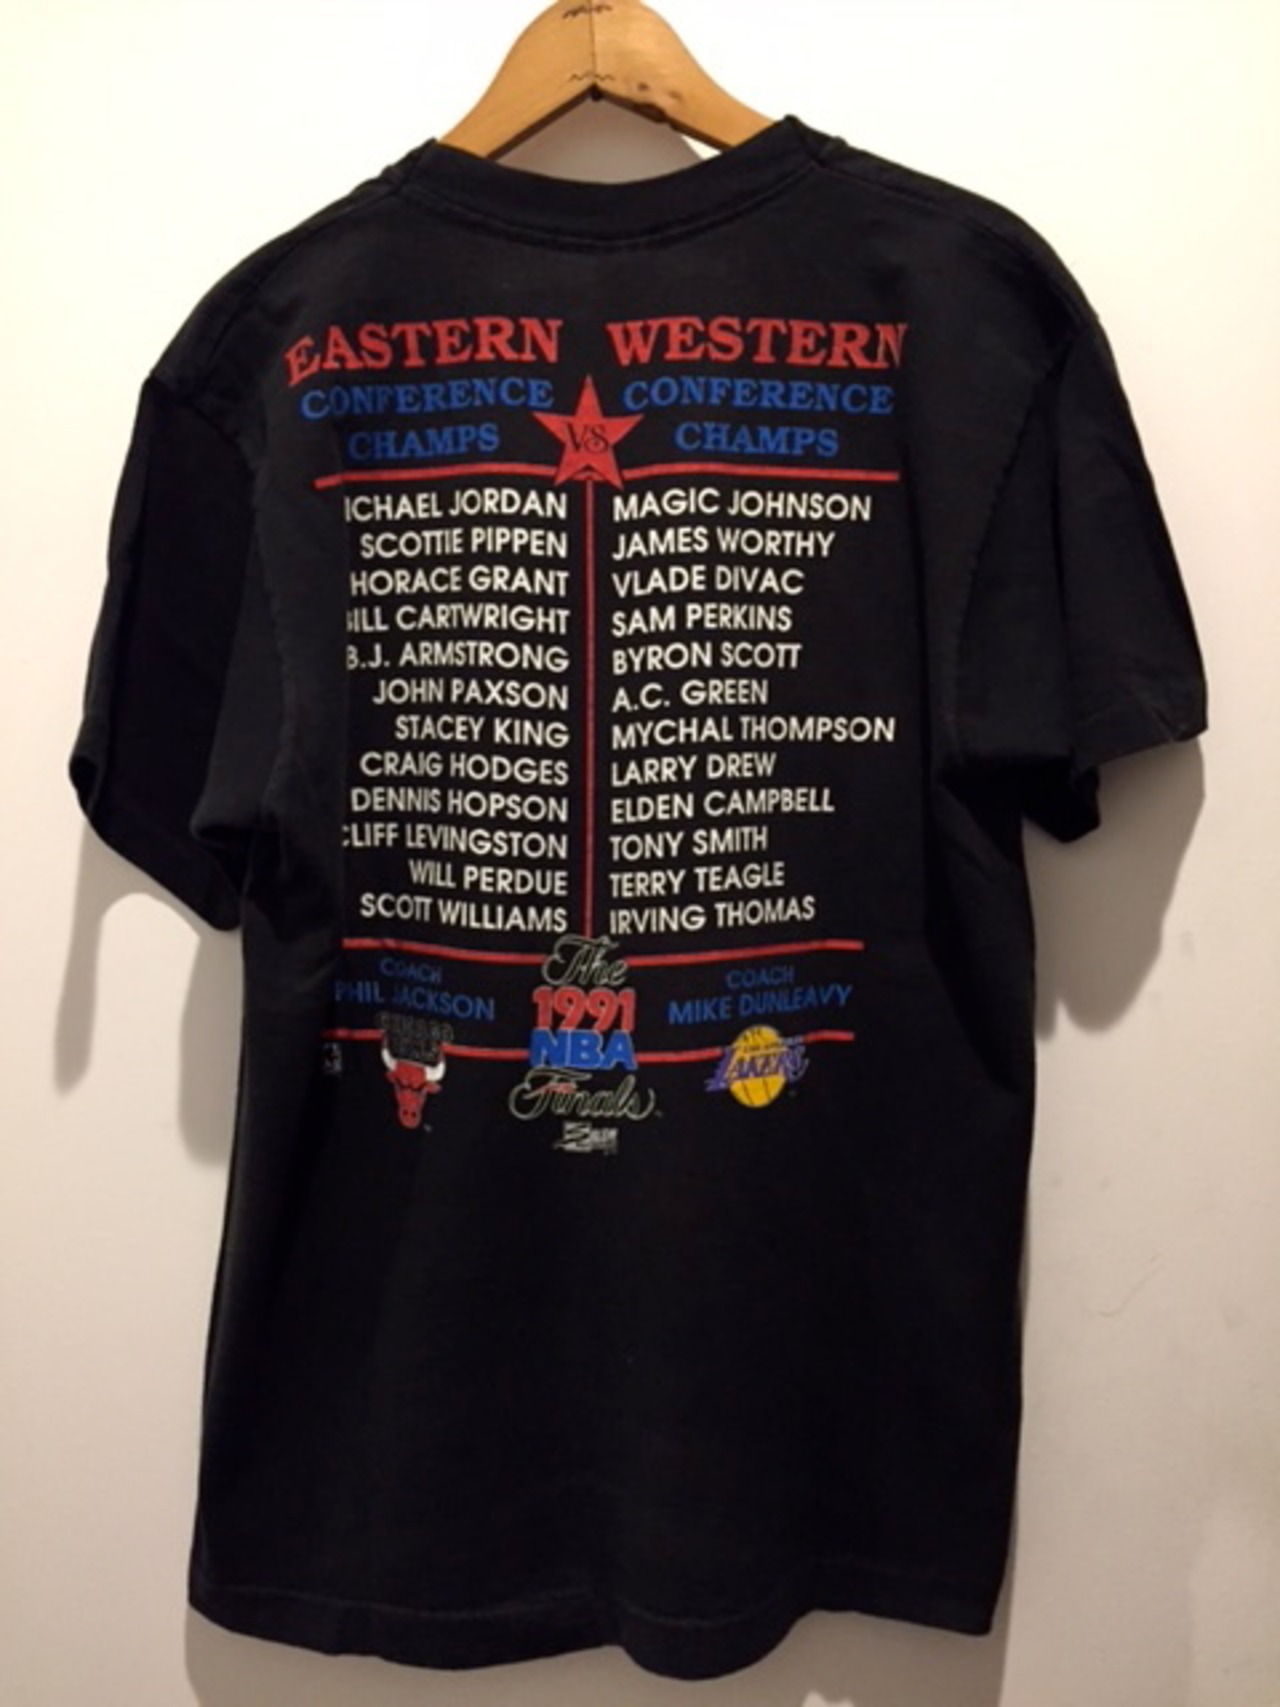 EASTERN WESTERN
CONFERENCE CONFERENCE
CHAMPS VS CHAMPS
ICHAEL JORDAN MAGIC JOHNSON
SCOTTIE PIPPEN JAMES WORTHY
HORACE GRANT VLADE DIVAC
ILL CARTWRIGHT SAM PERKINS
B.J. ARMSTRONG BYRON SCOTT
JOHN PAXSON A.C. GREEN
STACEY KING MYCHAL THOMPSON
CRAIG HODGES LARRY DREW
DENNIS HOPSON ELDEN CAMPBELL
CLIFF LEVINGSTON TONY SMITH
WILL PERDUE TERRY TEAGLE
SCOTT WILLIAMS IRVING THOMAS
COACH
PHIL JACKSON
The
1991
NBA
Finals
COACH
MIKE DUNLEAVY
LAKERS